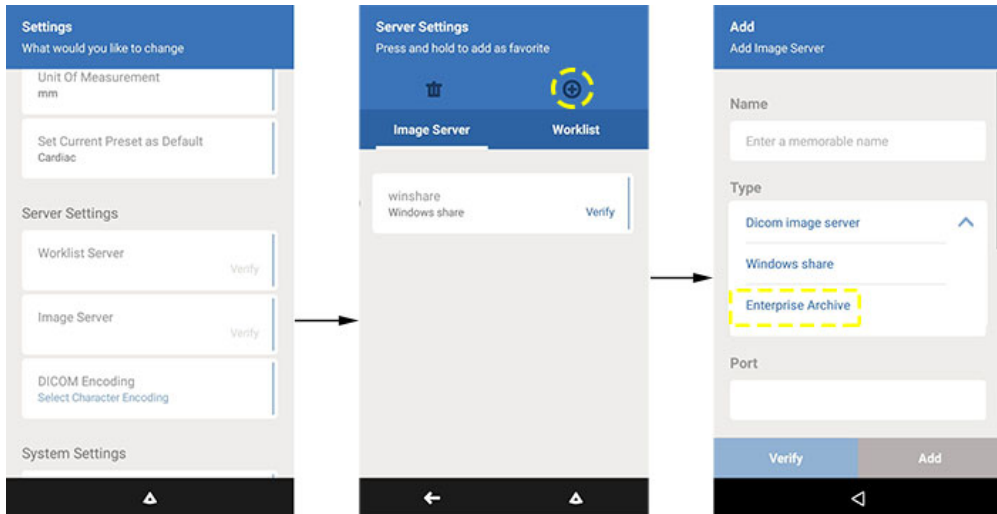 Settings
What would you like to change
Unit Of Measurement
mm
Set Current Preset as Default
Cardiac
Server Settings
Worklist Server
Verify
Image Server
Verify
DICOM Encoding
Select Character Encoding
System Settings
Server Settings
Press and hold to add as favorite
Image Server
Worklist
winshare
Windows share
Verify
Add
Add Image Server
Name
Enter a memorable name
Type
Dicom image server
Windows share
Enterprise Archive
Port
Verify
Add